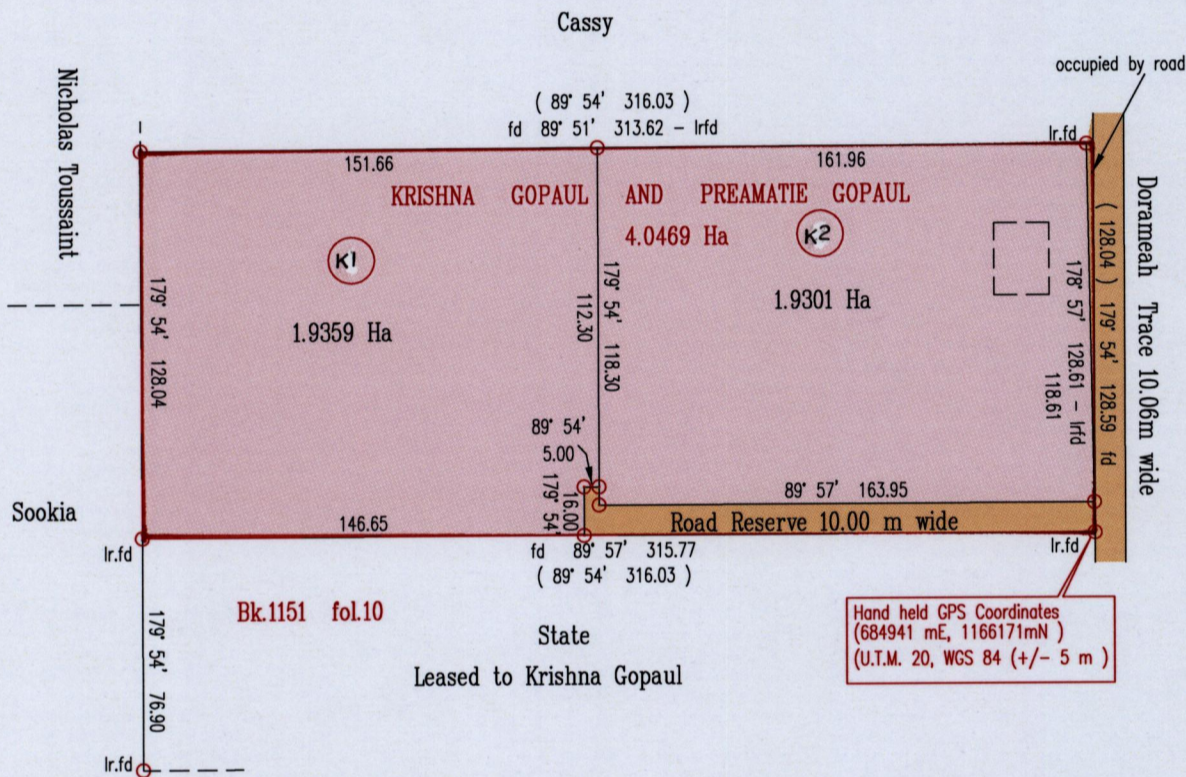 Cassy
occupied by road
Nicholas Toussaint
( 89° 54' 316.03 )
fd 89° 51' 313.62 - Irfd
Ir.fd
151.66
161.96
KRISHNA GOPAUL AND PREAMATIE GOPAUL
4.0469 Ha
K1
K2
1.9359 Ha
1.9301 Ha
179° 54' 128.04
112.30
179° 54' 118.30
178° 57' 128.61 - Irfd
118.61
( 128.04 ) 179° 54' 128.59 fd
Dorameah Trace 10.06m wide
89° 54'
5.00
179° 54'
16.00
89° 57' 163.95
Road Reserve 10.00 m wide
Sookia
146.65
Ir.fd
fd 89° 57' 315.77
( 89° 54' 316.03 )
Ir.fd
Bk.1151 fol.10
State
Leased to Krishna Gopaul
Hand held GPS Coordinates
(684941 mE, 1166171mN )
(U.T.M. 20, WGS 84 (+/- 5 m )
179° 54' 76.90
Ir.fd